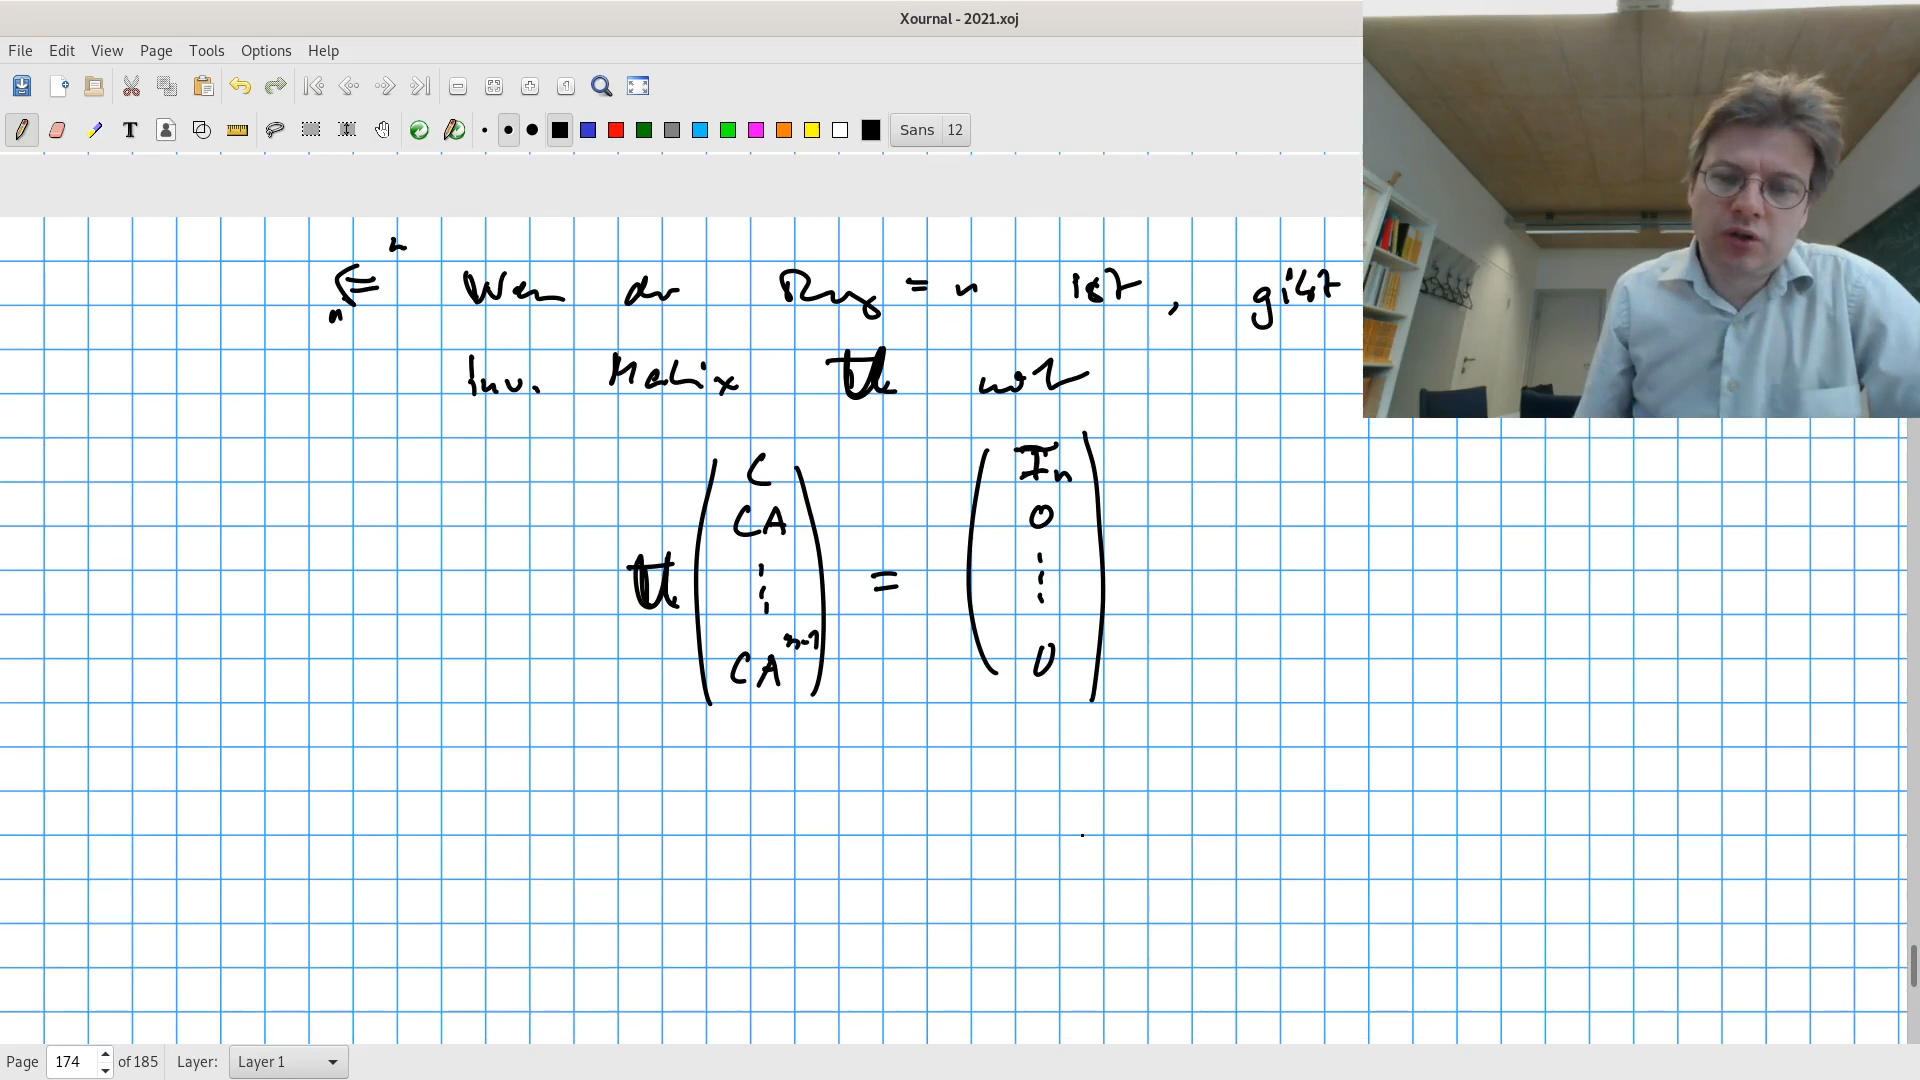 Xournal - 2021.xoj
File Edit View Page Tools Options Help
Sans 12
"⇐" Wenn der Rang = n ist, gibt
inv. Matrix U mit
U ( C CA ⋮ CA^{n-1} ) = ( I_n 0 ⋮ 0 )
Page 174 of 185 Layer: Layer 1